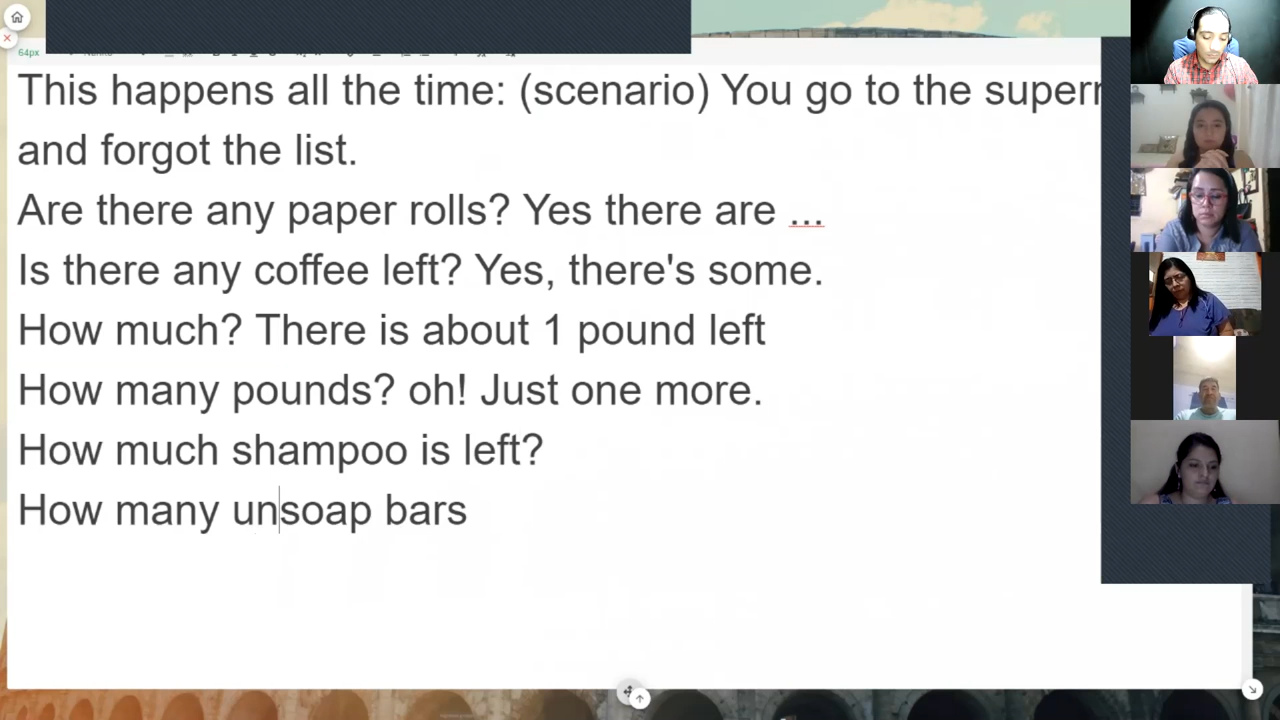 64px
This happens all the time: (scenario) You go to the
and forgot the list.
Are there any paper rolls? Yes there are ...
Is there any coffee left? Yes, there's some.
How much? There is about 1 pound left
How many pounds? oh! Just one more.
How much shampoo is left?
How many unsoap bars